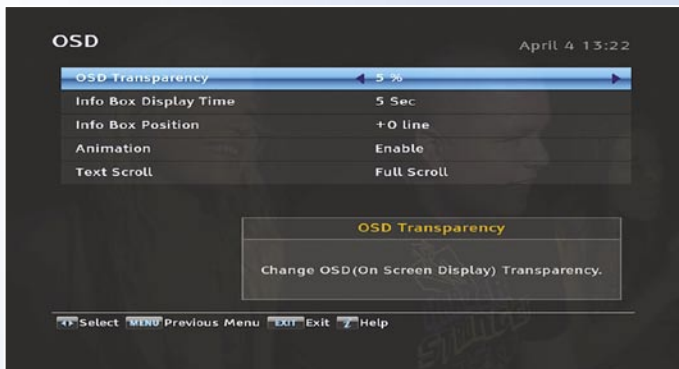 OSD
April 4 13:22
OSD Transparency 5 %
Info Box Display Time 5 Sec
Info Box Position +0 line
Animation Enable
Text Scroll Full Scroll
OSD Transparency
Change OSD(On Screen Display) Transparency.
Select MENU Previous Menu EXIT Exit i Help